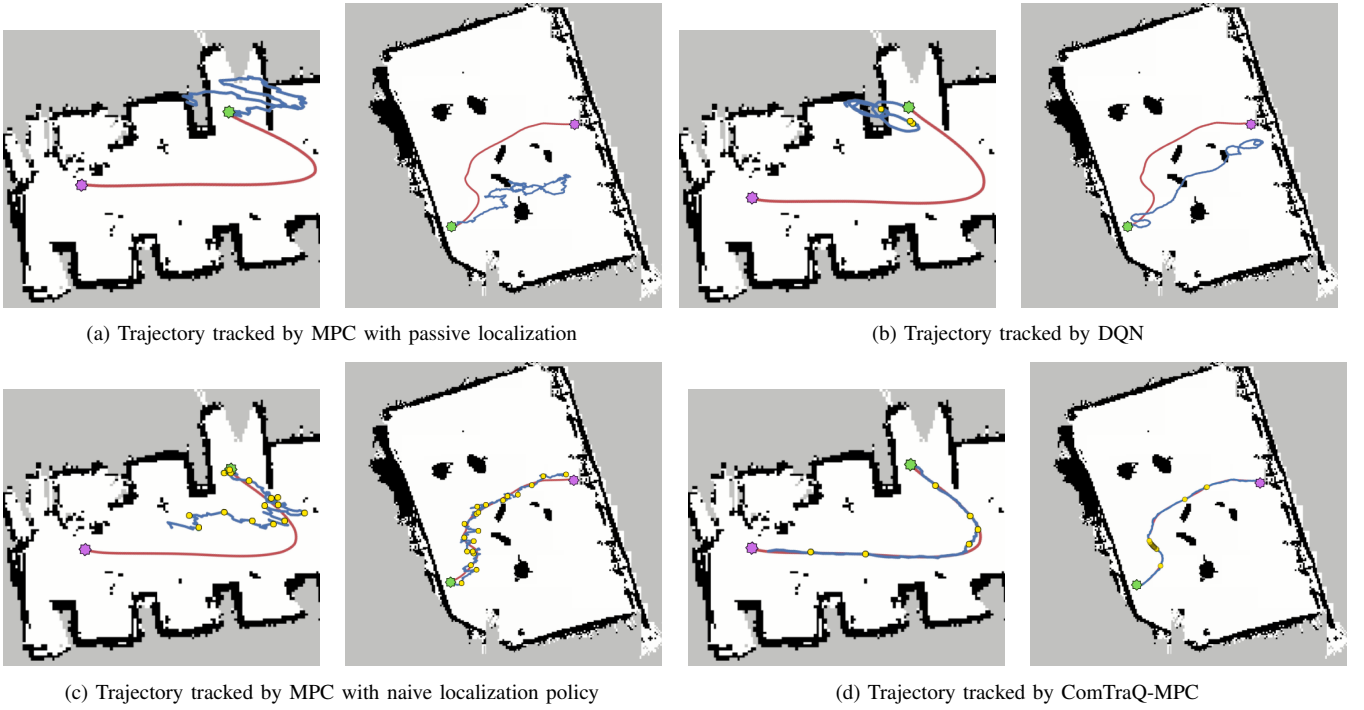 (a) Trajectory tracked by MPC with passive localization
(b) Trajectory tracked by DQN
(c) Trajectory tracked by MPC with naive localization policy
(d) Trajectory tracked by ComTraQ-MPC